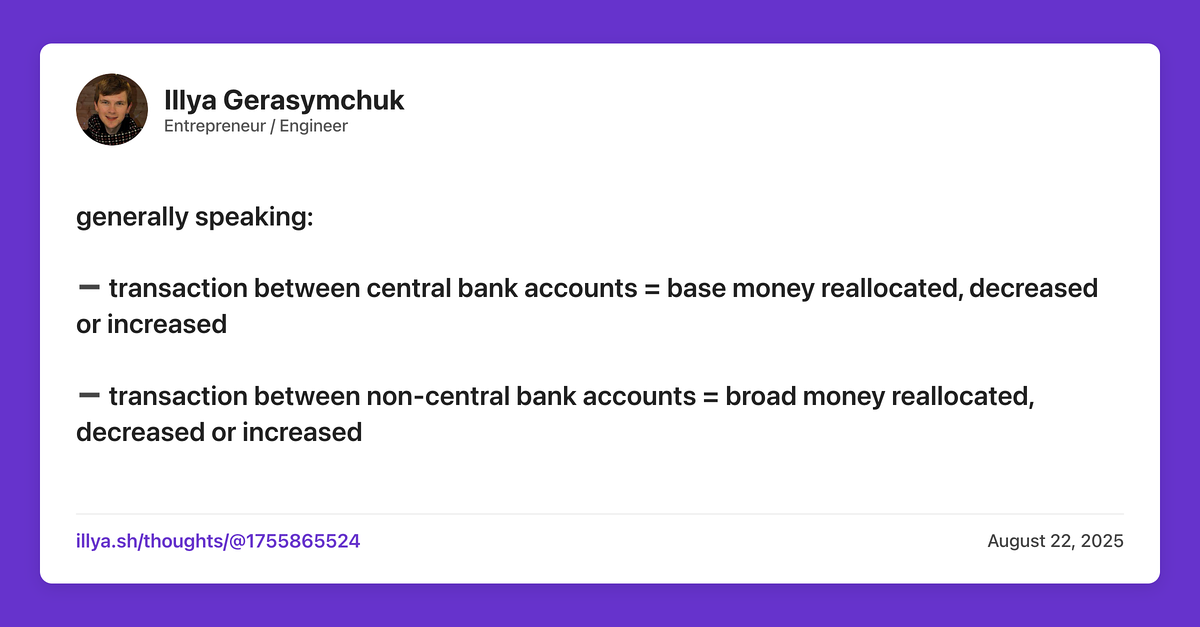 Illya Gerasymchuk
Entrepreneur / Engineer
generally speaking:
➖ transaction between central bank accounts = base money reallocated, decreased
or increased
➖ transaction between non-central bank accounts = broad money reallocated,
decreased or increased
illya.sh/thoughts/@1755865524
August 22, 2025